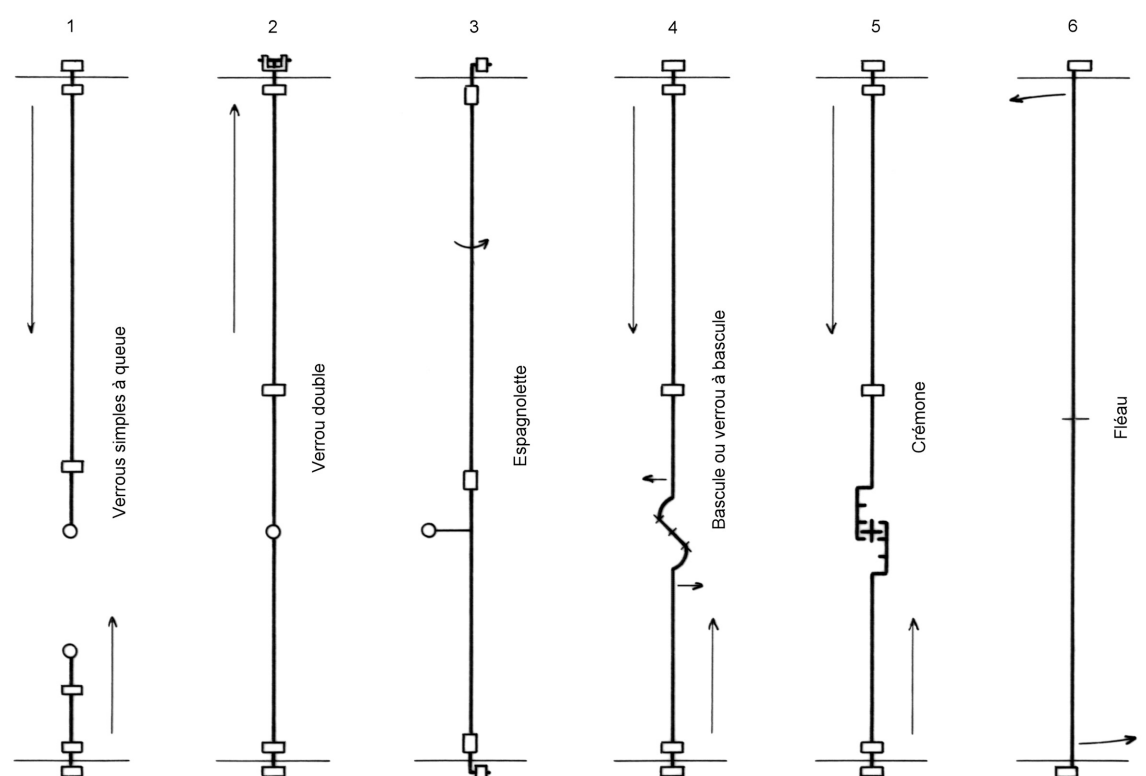 1
2
3
4
5
6
Verrous simples à queue
Verrou double
Espagnolette
Bascule ou verrou à bascule
Crémone
Fléau